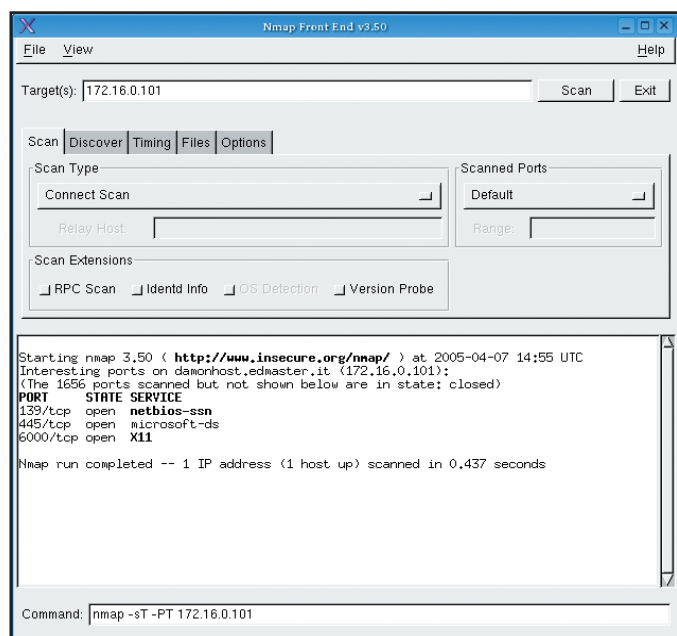 Nmap Front End v3.50
File View Help
Target(s): 172.16.0.101 Scan Exit
Scan Discover Timing Files Options
Scan Type Scanned Ports
Connect Scan Default
Relay Host: Range:
Scan Extensions
RPC Scan Identd Info OS Detection Version Probe
Starting nmap 3.50 ( http://www.insecure.org/nmap/ ) at 2005-04-07 14:55 UTC
Interesting ports on damonhost.edmaster.it (172.16.0.101):
(The 1656 ports scanned but not shown below are in state: closed)
PORT STATE SERVICE
139/tcp open netbios-ssn
445/tcp open microsoft-ds
6000/tcp open X11
Nmap run completed -- 1 IP address (1 host up) scanned in 0.437 seconds
Command: nmap -sT -PT 172.16.0.101